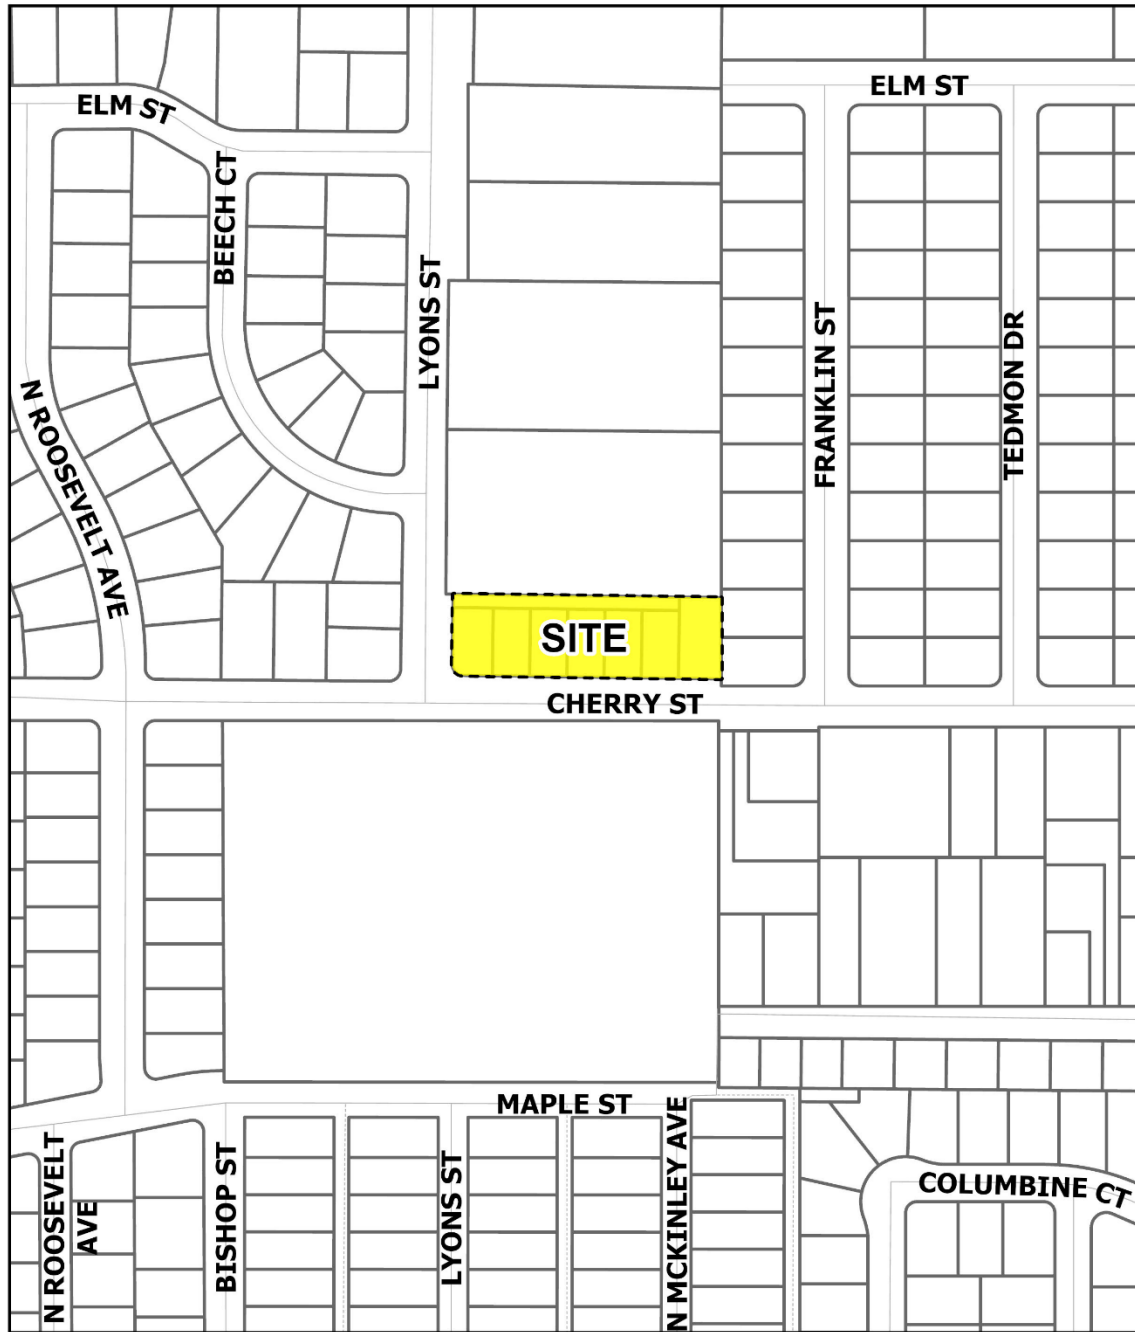 ELM ST
ELM ST
BEECH CT
LYONS ST
FRANKLIN ST
TEDMON DR
N ROOSEVELT AVE
SITE
CHERRY ST
MAPLE ST
N ROOSEVELT
AVE
BISHOP ST
LYONS ST
N MCKINLEY AVE
COLUMBINE CT